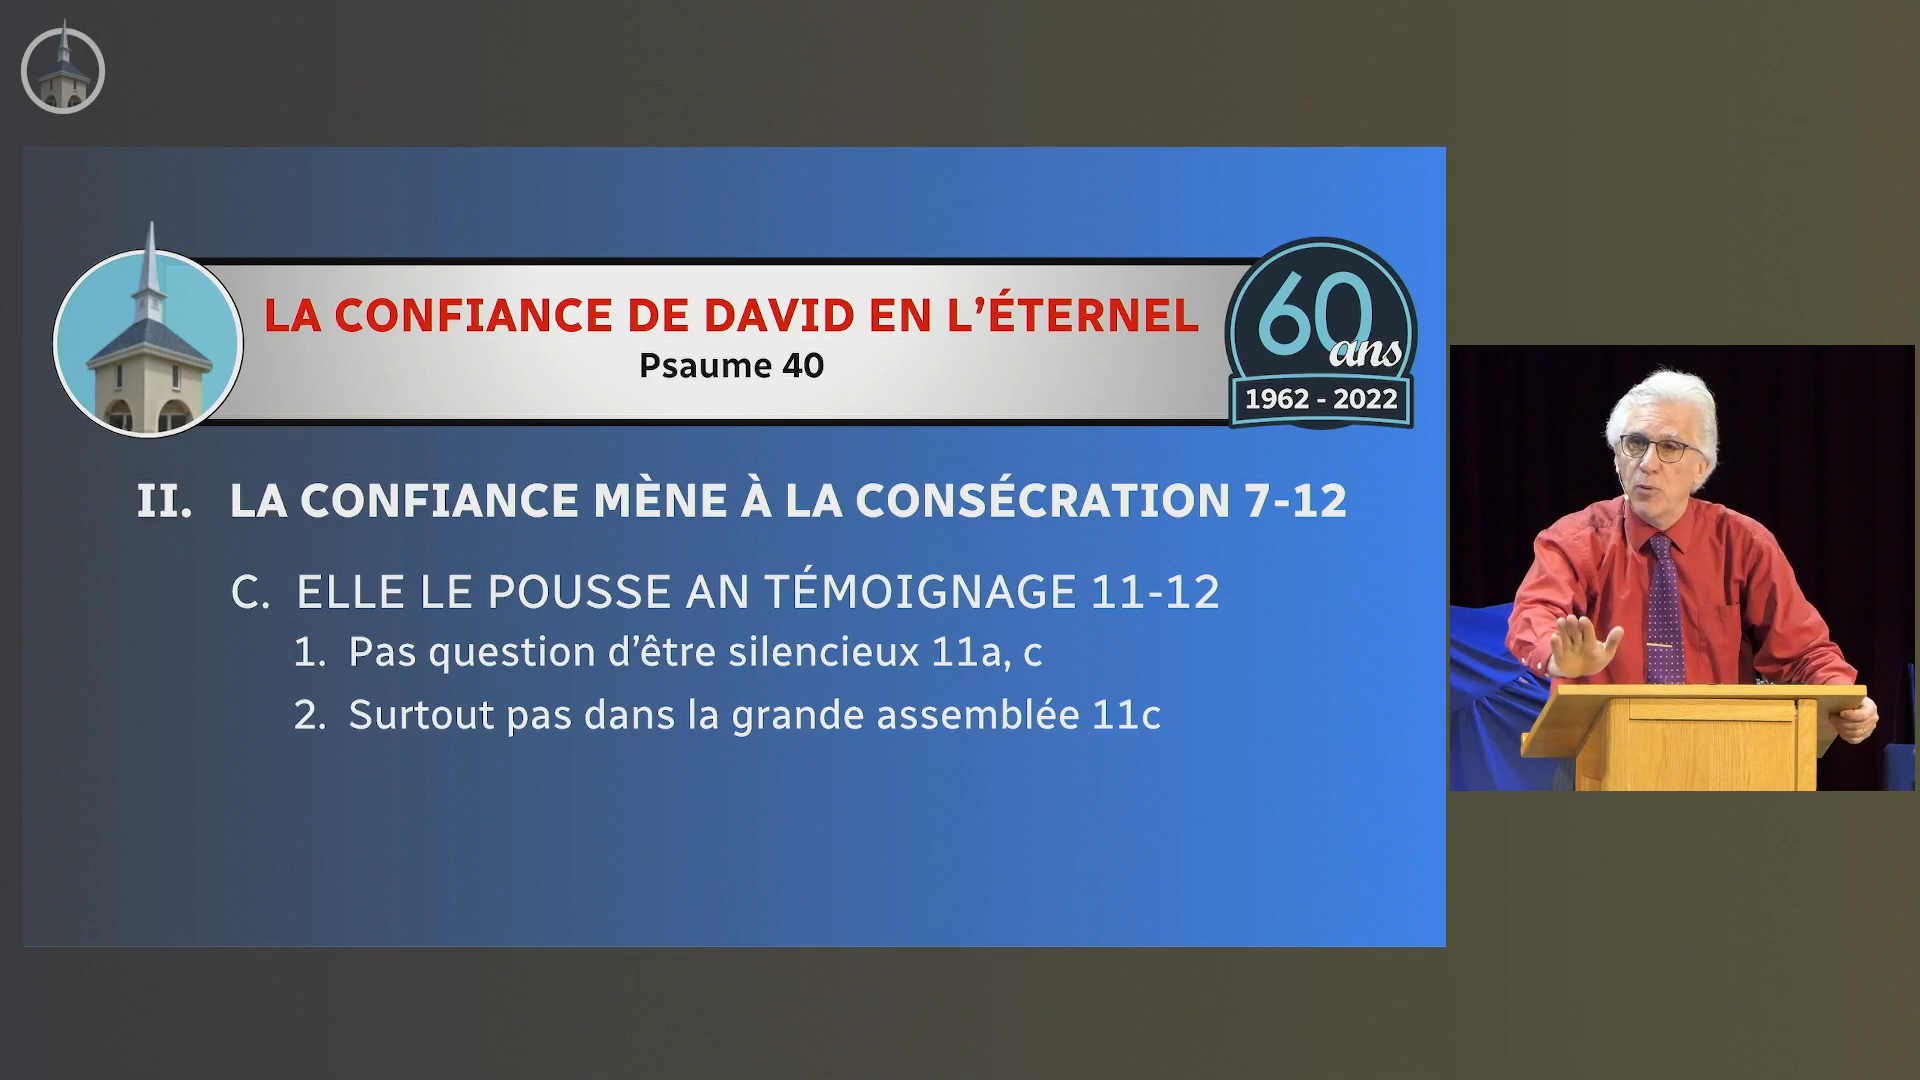 LA CONFIANCE DE DAVID EN L’ÉTERNEL
Psaume 40
60
ans
1962 - 2022
II. LA CONFIANCE MÈNE À LA CONSÉCRATION 7-12
C. ELLE LE POUSSE AN TÉMOIGNAGE 11-12
1. Pas question d’être silencieux 11a, c
2. Surtout pas dans la grande assemblée 11c